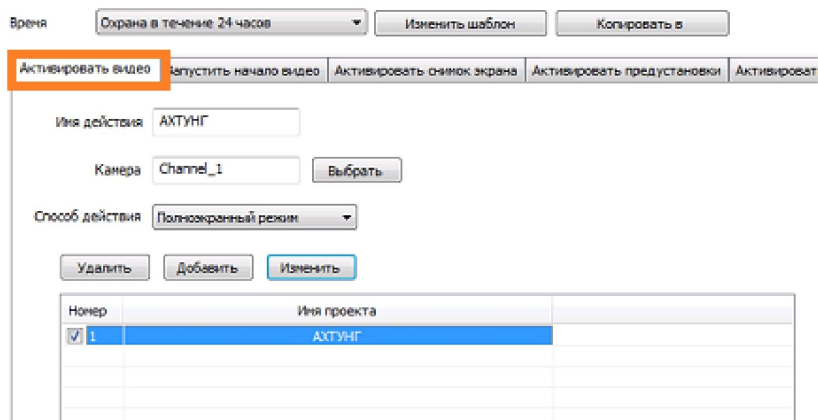 Время Охрана в течение 24 часов Изменить шаблон Копировать в
Активировать видео Запустить начало видео Активировать снимок экрана Активировать предустановки Активироват
Имя действия АХТУНГ
Камера Channel_1 Выбрать
Способ действия Полноэкранный режим
Удалить Добавить Изменить
Номер Имя проекта
1 АХТУНГ